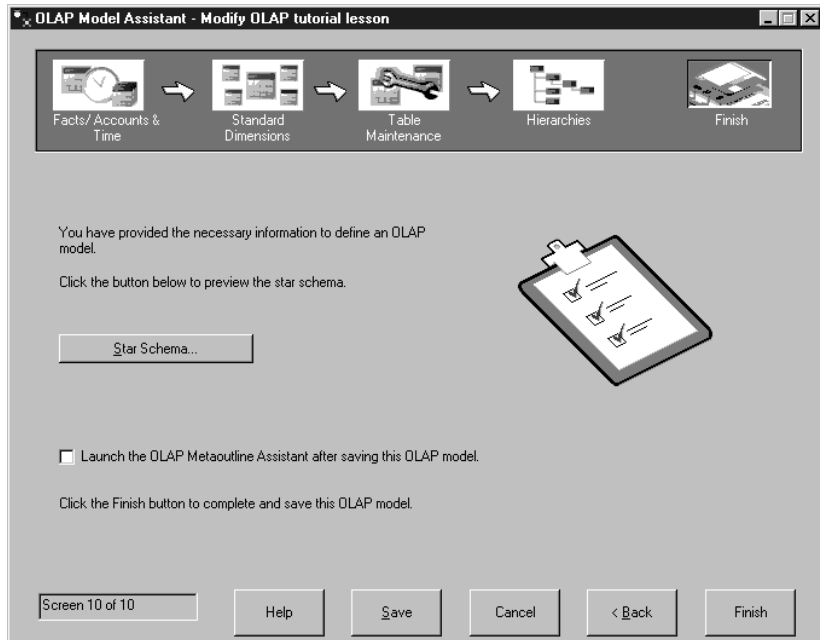 OLAP Model Assistant - Modify OLAP tutorial lesson
Facts/Accounts &
Time
Standard
Dimensions
Table
Maintenance
Hierarchies
Finish
You have provided the necessary information to define an OLAP
model.
Click the button below to preview the star schema.
Star Schema...
Launch the OLAP Metaoutline Assistant after saving this OLAP model.
Click the Finish button to complete and save this OLAP model.
Screen 10 of 10
Help
Save
Cancel
< Back
Finish